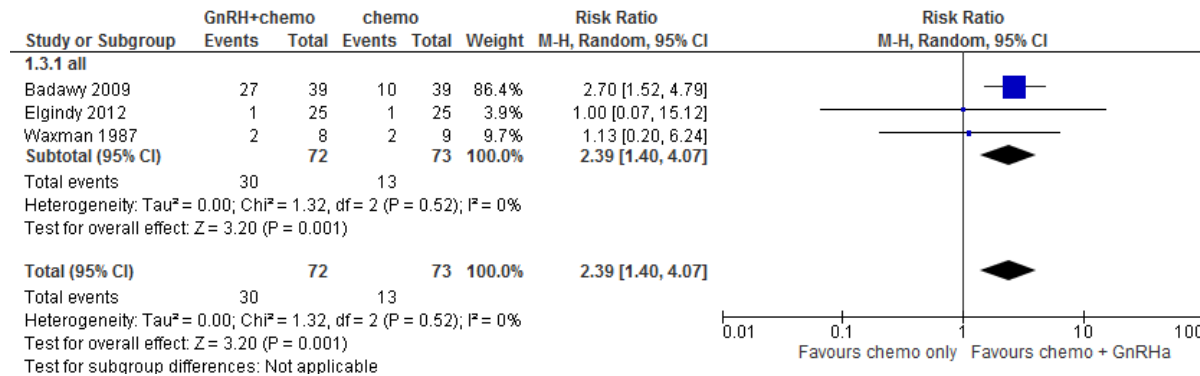 GnRH+chemo chemo Risk Ratio Risk Ratio
Study or Subgroup Events Total Events Total Weight M-H, Random, 95% CI M-H, Random, 95% CI
1.3.1 all
Badawy 2009 27 39 10 39 86.4% 2.70 [1.52, 4.79]
Elgindy 2012 1 25 1 25 3.9% 1.00 [0.07, 15.12]
Waxman 1987 2 8 2 9 9.7% 1.13 [0.20, 6.24]
Subtotal (95% CI) 72 73 100.0% 2.39 [1.40, 4.07]
Total events 30 13
Heterogeneity: Tau² = 0.00; Chi² = 1.32, df = 2 (P = 0.52); I² = 0%
Test for overall effect: Z = 3.20 (P = 0.001)
Total (95% CI) 72 73 100.0% 2.39 [1.40, 4.07]
Total events 30 13
Heterogeneity: Tau² = 0.00; Chi² = 1.32, df = 2 (P = 0.52); I² = 0%
Test for overall effect: Z = 3.20 (P = 0.001)
Test for subgroup differences: Not applicable
0.01 0.1 1 10 100
Favours chemo only Favours chemo + GnRHa